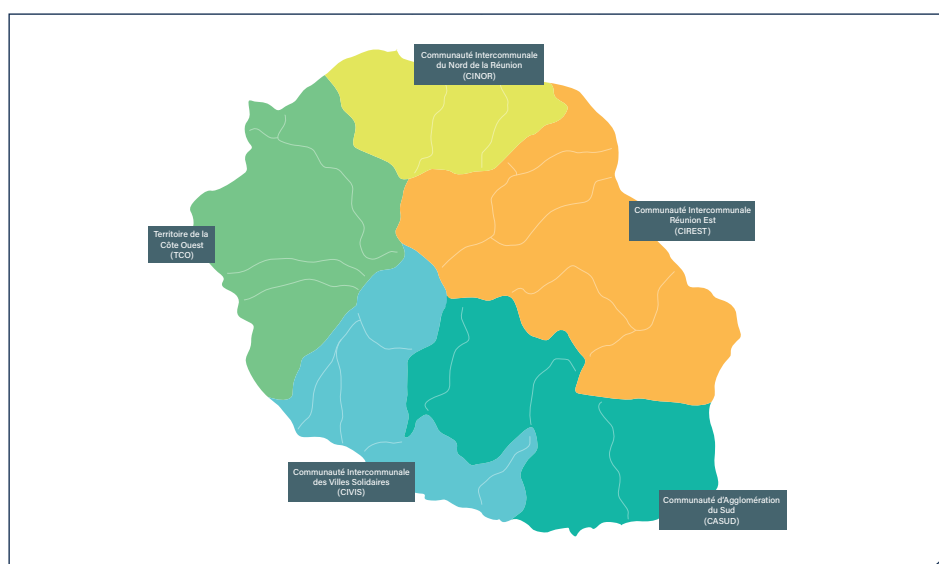 Communauté Intercommunale
du Nord de la Réunion
(CINOR)
Communauté Intercommunale
Réunion Est
(CIREST)
Territoire de la
Côte Ouest
(TCO)
Communauté Intercommunale
des Villes Solidaires
(CIVIS)
Communauté d'Agglomération
du Sud
(CASUD)